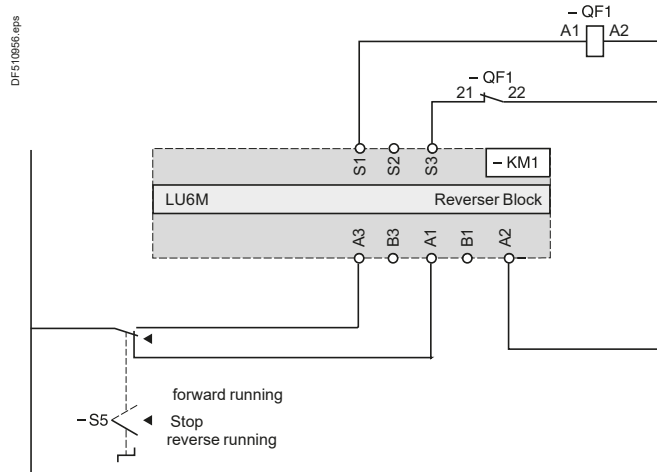 DF510956.eps
– QF1
A1 A2
– QF1
21 22
S1 S2 S3
– KM1
LU6M Reverser Block
A3 B3 A1 B1 A2
forward running
– S5 Stop
reverse running